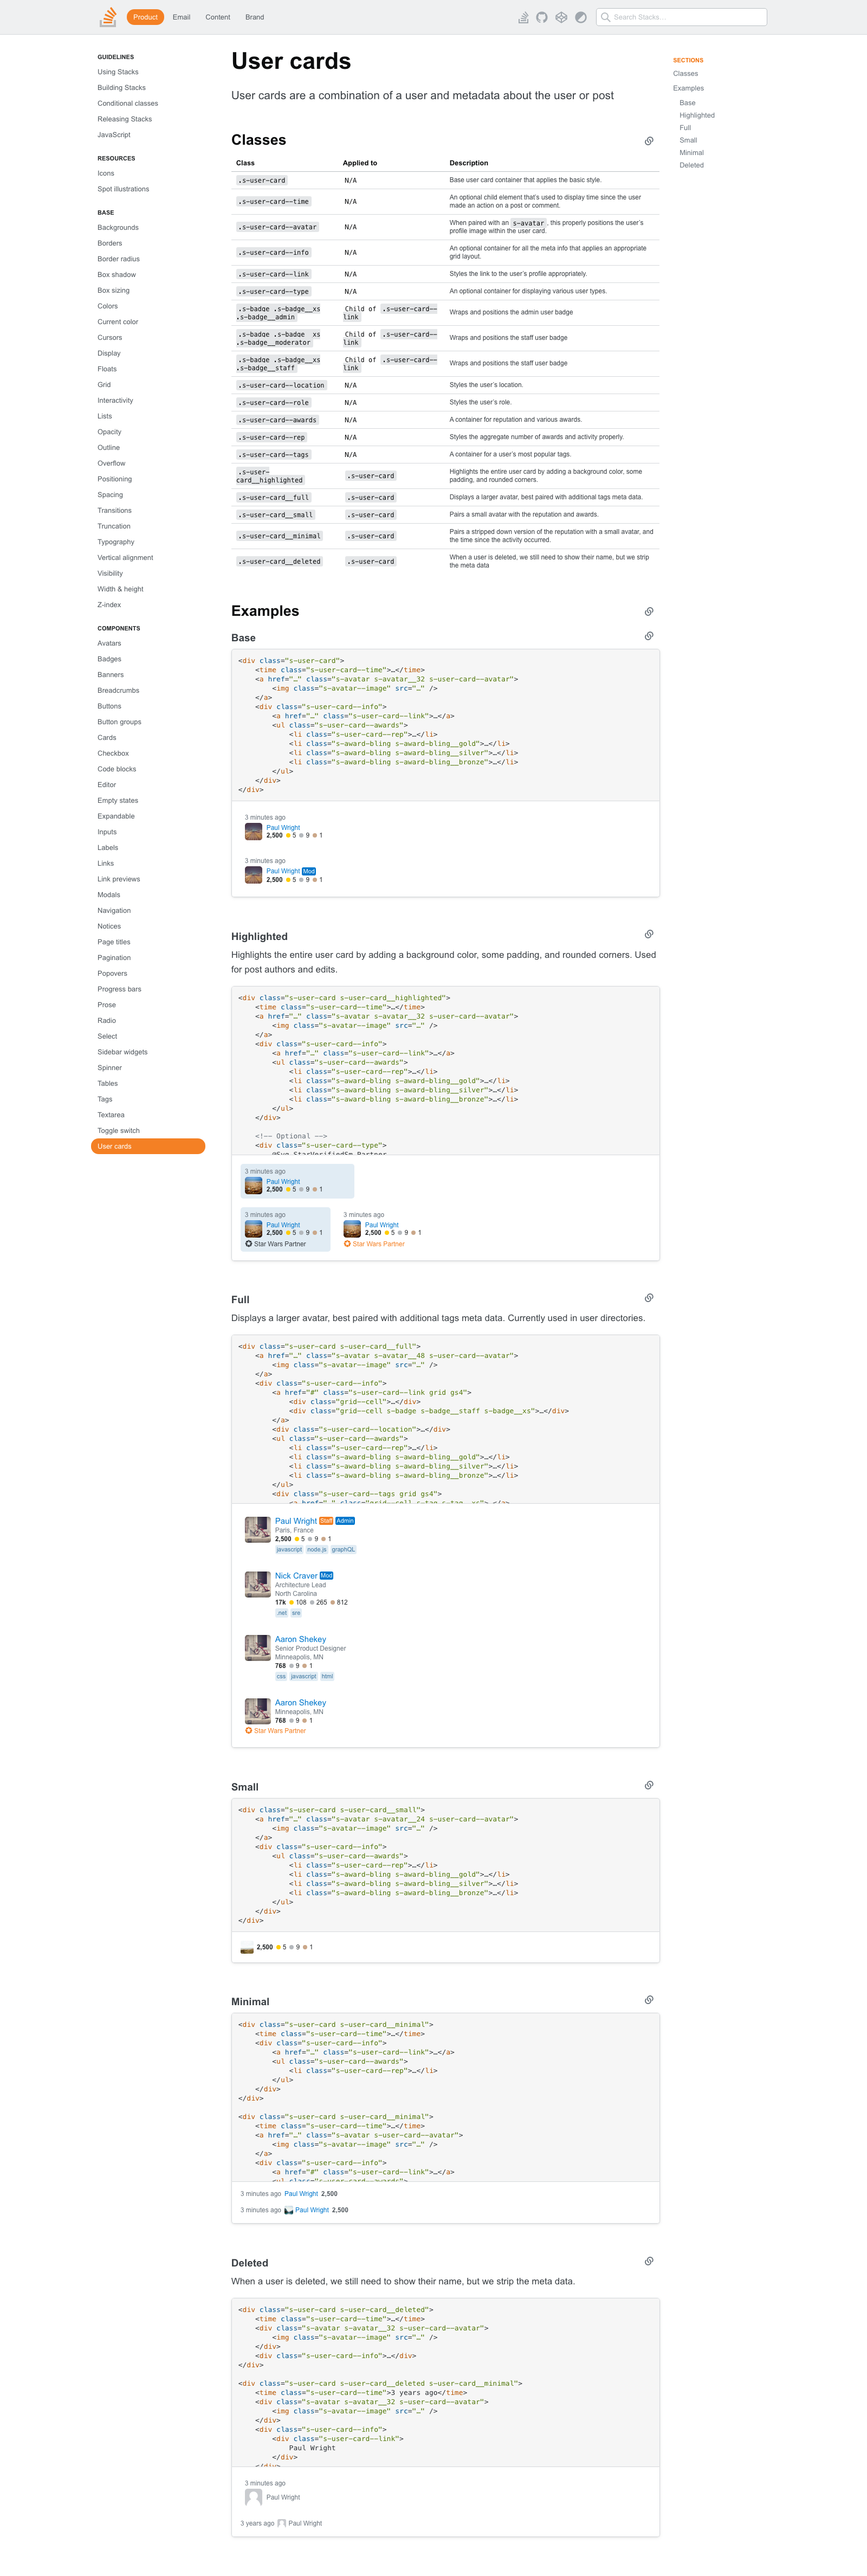 Product Email Content Brand
Search Stacks…
GUIDELINES
Using Stacks
Building Stacks
Conditional classes
Releasing Stacks
JavaScript
RESOURCES
Icons
Spot illustrations
BASE
Backgrounds
Borders
Border radius
Box shadow
Box sizing
Colors
Current color
Cursors
Display
Floats
Grid
Interactivity
Lists
Opacity
Outline
Overflow
Positioning
Spacing
Transitions
Truncation
Typography
Vertical alignment
Visibility
Width & height
Z-index
COMPONENTS
Avatars
Badges
Banners
Breadcrumbs
Buttons
Button groups
Cards
Checkbox
Code blocks
Editor
Empty states
Expandable
Inputs
Labels
Links
Link previews
Modals
Navigation
Notices
Page titles
Pagination
Popovers
Progress bars
Prose
Radio
Select
Sidebar widgets
Spinner
Tables
Tags
Textarea
Toggle switch
User cards
User cards
User cards are a combination of a user and metadata about the user or post
Classes
Class Applied to Description
.s-user-card N/A Base user card container that applies the basic style.
.s-user-card--time N/A An optional child element that's used to display time since the user
made an action on a post or comment.
.s-user-card--avatar N/A When paired with an s-avatar, this properly positions the user's
profile image within the user card.
.s-user-card--info N/A An optional container for all the meta info that applies an appropriate
grid layout.
.s-user-card--link N/A Styles the link to the user's profile appropriately.
.s-user-card--type N/A An optional container for displaying various user types.
.s-badge .s-badge__xs Child of .s-user-card-- Wraps and positions the admin user badge
.s-badge__admin link
.s-badge .s-badge__xs Child of .s-user-card-- Wraps and positions the staff user badge
.s-badge__moderator link
.s-badge .s-badge__xs Child of .s-user-card-- Wraps and positions the staff user badge
.s-badge__staff link
.s-user-card--location N/A Styles the user's location.
.s-user-card--role N/A Styles the user's role.
.s-user-card--awards N/A A container for reputation and various awards.
.s-user-card--rep N/A Styles the aggregate number of awards and activity properly.
.s-user-card--tags N/A A container for a user's most popular tags.
.s-user-
card__highlighted .s-user-card Highlights the entire user card by adding a background color, some
padding, and rounded corners.
.s-user-card__full .s-user-card Displays a larger avatar, best paired with additional tags meta data.
.s-user-card__small .s-user-card Pairs a small avatar with the reputation and awards.
.s-user-card__minimal .s-user-card Pairs a stripped down version of the reputation with a small avatar, and
the time since the activity occurred.
.s-user-card__deleted .s-user-card When a user is deleted, we still need to show their name, but we strip
the meta data
Examples
Base
<div class="s-user-card">
<time class="s-user-card--time">…</time>
<a href="…" class="s-avatar s-avatar__32 s-user-card--avatar">
<img class="s-avatar--image" src="…" />
</a>
<div class="s-user-card--info">
<a href="…" class="s-user-card--link">…</a>
<ul class="s-user-card--awards">
<li class="s-user-card--rep">…</li>
<li class="s-award-bling s-award-bling__gold">…</li>
<li class="s-award-bling s-award-bling__silver">…</li>
<li class="s-award-bling s-award-bling__bronze">…</li>
</ul>
</div>
</div>
3 minutes ago
Paul Wright
2,500 5 9 1
3 minutes ago
Paul Wright Mod
2,500 5 9 1
Highlighted
Highlights the entire user card by adding a background color, some padding, and rounded corners. Used
for post authors and edits.
<div class="s-user-card s-user-card__highlighted">
<time class="s-user-card--time">…</time>
<a href="…" class="s-avatar s-avatar__32 s-user-card--avatar">
<img class="s-avatar--image" src="…" />
</a>
<div class="s-user-card--info">
<a href="…" class="s-user-card--link">…</a>
<ul class="s-user-card--awards">
<li class="s-user-card--rep">…</li>
<li class="s-award-bling s-award-bling__gold">…</li>
<li class="s-award-bling s-award-bling__silver">…</li>
<li class="s-award-bling s-award-bling__bronze">…</li>
</ul>
</div>
<!-- Optional -->
<div class="s-user-card--type">
@Svg.StarVerifiedSm Partner
3 minutes ago
Paul Wright
2,500 5 9 1
3 minutes ago 3 minutes ago
Paul Wright Paul Wright
2,500 5 9 1 2,500 5 9 1
Star Wars Partner Star Wars Partner
Full
Displays a larger avatar, best paired with additional tags meta data. Currently used in user directories.
<div class="s-user-card s-user-card__full">
<a href="…" class="s-avatar s-avatar__48 s-user-card--avatar">
<img class="s-avatar--image" src="…" />
</a>
<div class="s-user-card--info">
<a href="#" class="s-user-card--link grid gs4">
<div class="grid--cell">…</div>
<div class="grid--cell s-badge s-badge__staff s-badge__xs">…</div>
</a>
<div class="s-user-card--location">…</div>
<ul class="s-user-card--awards">
<li class="s-user-card--rep">…</li>
<li class="s-award-bling s-award-bling__gold">…</li>
<li class="s-award-bling s-award-bling__silver">…</li>
<li class="s-award-bling s-award-bling__bronze">…</li>
</ul>
<div class="s-user-card--tags grid gs4">
Paul Wright Staff Admin
Paris, France
2,500 5 9 1
javascript node.js graphQL
Nick Craver Mod
Architecture Lead
North Carolina
17k 108 265 812
.net sre
Aaron Shekey
Senior Product Designer
Minneapolis, MN
768 9 1
css javascript html
Aaron Shekey
Minneapolis, MN
768 9 1
Star Wars Partner
Small
<div class="s-user-card s-user-card__small">
<a href="…" class="s-avatar s-avatar__24 s-user-card--avatar">
<img class="s-avatar--image" src="…" />
</a>
<div class="s-user-card--info">
<ul class="s-user-card--awards">
<li class="s-user-card--rep">…</li>
<li class="s-award-bling s-award-bling__gold">…</li>
<li class="s-award-bling s-award-bling__silver">…</li>
<li class="s-award-bling s-award-bling__bronze">…</li>
</ul>
</div>
</div>
2,500 5 9 1
Minimal
<div class="s-user-card s-user-card__minimal">
<time class="s-user-card--time">…</time>
<div class="s-user-card--info">
<a href="…" class="s-user-card--link">…</a>
<ul class="s-user-card--awards">
<li class="s-user-card--rep">…</li>
</ul>
</div>
</div>
<div class="s-user-card s-user-card__minimal">
<time class="s-user-card--time">…</time>
<a href="…" class="s-avatar s-user-card--avatar">
<img class="s-avatar--image" src="…" />
</a>
<div class="s-user-card--info">
<a href="#" class="s-user-card--link">…</a>
<ul class="s-user-card--awards">
3 minutes ago Paul Wright 2,500
3 minutes ago Paul Wright 2,500
Deleted
When a user is deleted, we still need to show their name, but we strip the meta data.
<div class="s-user-card s-user-card__deleted">
<time class="s-user-card--time">…</time>
<div class="s-avatar s-avatar__32 s-user-card--avatar">
<img class="s-avatar--image" src="…" />
</div>
<div class="s-user-card--info">…</div>
</div>
<div class="s-user-card s-user-card__deleted s-user-card__minimal">
<time class="s-user-card--time">3 years ago</time>
<div class="s-avatar s-avatar__32 s-user-card--avatar">
<img class="s-avatar--image" src="…" />
</div>
<div class="s-user-card--info">
<div class="s-user-card--link">
Paul Wright
</div>
</div>
3 minutes ago
Paul Wright
3 years ago Paul Wright
SECTIONS
Classes
Examples
Base
Highlighted
Full
Small
Minimal
Deleted